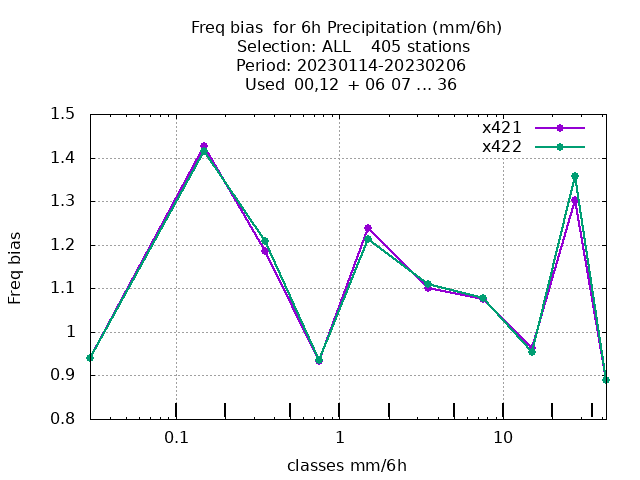 Freq bias  for 6h Precipitation (mm/6h)
Selection: ALL    405 stations
Period: 20230114-20230206
Used  00,12  + 06 07 ... 36
x421
x422
1.5
1.4
1.3
1.2
1.1
1
0.9
0.8
Freq bias
0.1
1
10
classes mm/6h